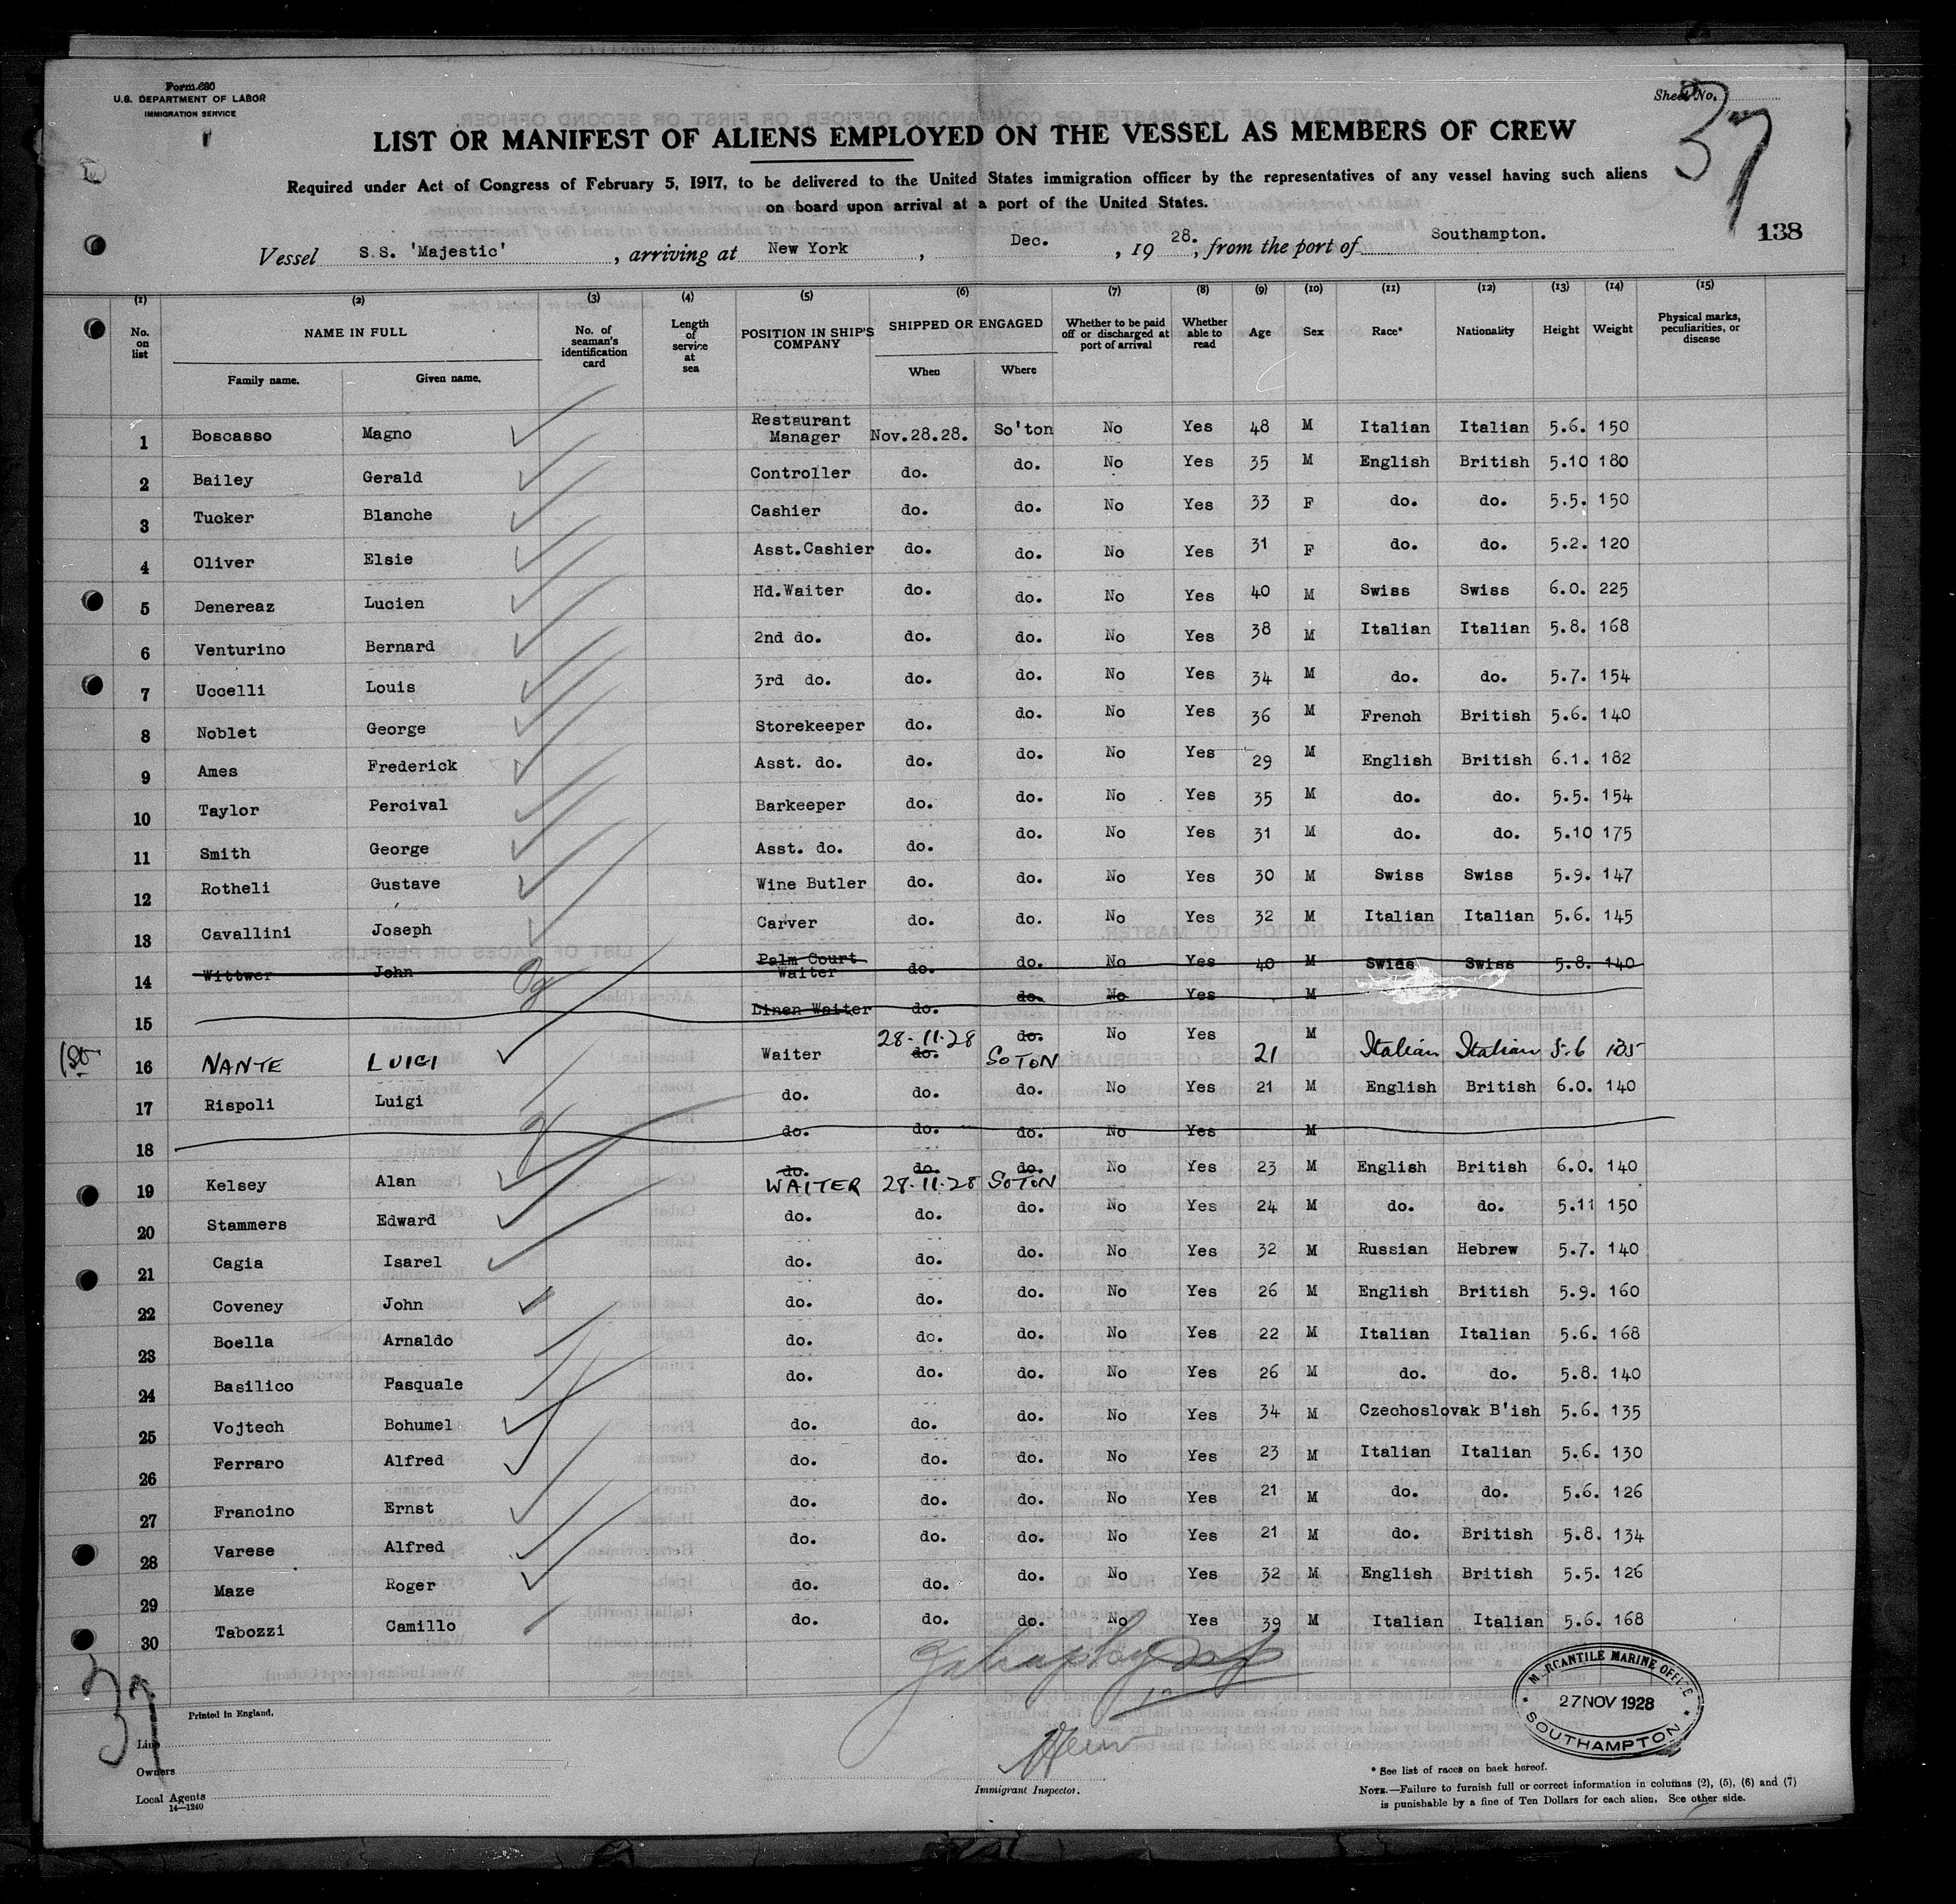 Form 680
U.S. DEPARTMENT OF LABOR
IMMIGRATION SERVICE
Sheet No.
37
LIST OR MANIFEST OF ALIENS EMPLOYED ON THE VESSEL AS MEMBERS OF CREW
Required under Act of Congress of February 5, 1917, to be delivered to the United States immigration officer by the representatives of any vessel having such aliens
on board upon arrival at a port of the United States.
138
Vessel S.S. 'Majestic', arriving at New York, Dec., 1928., from the port of Southampton.
(1) (2) (3) (4) (5) (6) (7) (8) (9) (10) (11) (12) (13) (14) (15)
No. on list NAME IN FULL Family name. Given name. No. of seaman's identification card Length of service at sea POSITION IN SHIP'S COMPANY SHIPPED OR ENGAGED When Where Whether to be paid off or discharged at port of arrival Whether able to read Age Sex Race* Nationality Height Weight Physical marks, peculiarities, or disease
1 Boscasso Magno Restaurant Manager Nov.28.28. So'ton No Yes 48 M Italian Italian 5.6. 150
2 Bailey Gerald Controller do. do. No Yes 35 M English British 5.10 180
3 Tucker Blanche Cashier do. do. No Yes 33 F do. do. 5.5. 150
4 Oliver Elsie Asst.Cashier do. do. No Yes 31 F do. do. 5.2. 120
5 Denereaz Lucien Hd.Waiter do. do. No Yes 40 M Swiss Swiss 6.0. 225
6 Venturino Bernard 2nd do. do. do. No Yes 38 M Italian Italian 5.8. 168
7 Uccelli Louis 3rd do. do. do. No Yes 34 M do. do. 5.7. 154
8 Noblet George Storekeeper do. do. No Yes 36 M French British 5.6. 140
9 Ames Frederick Asst. do. do. do. No Yes 29 M English British 6.1. 182
10 Taylor Percival Barkeeper do. do. No Yes 35 M do. do. 5.5. 154
11 Smith George Asst. do. do. do. No Yes 31 M do. do. 5.10 175
12 Rotheli Gustave Wine Butler do. do. No Yes 30 M Swiss Swiss 5.9. 147
13 Cavallini Joseph Carver do. do. No Yes 32 M Italian Italian 5.6. 145
14 Wittwer John Palm Court Waiter do. do. No Yes 40 M Swiss Swiss 5.8. 140
15 Linen Waiter do. do. No Yes M
1st 16 NANTE LUIGI Waiter do. 28-11-28 do. SOTON No Yes 21 M Italian Italian 5.6 135
17 Rispoli Luigi do. do. do. No Yes 21 M English British 6.0. 140
18 do. do. do. No Yes M
19 Kelsey Alan do. WAITER do. 28-11-28 do. SOTON No Yes 23 M English British 6.0. 140
20 Stammers Edward do. do. do. No Yes 24 M do. do. 5.11 150
21 Cagia Isarel do. do. do. No Yes 32 M Russian Hebrew 5.7. 140
22 Coveney John do. do. do. No Yes 26 M English British 5.9. 160
23 Boella Arnaldo do. do. do. No Yes 22 M Italian Italian 5.6. 168
24 Basilico Pasquale do. do. do. No Yes 26 M do. do. 5.8. 140
25 Vojtech Bohumel do. do. do. No Yes 34 M Czechoslovak B'ish 5.6. 135
26 Ferraro Alfred do. do. do. No Yes 23 M Italian Italian 5.6. 130
27 Francino Ernst do. do. do. No Yes 21 M do. do. 5.6. 126
28 Varese Alfred do. do. do. No Yes 21 M do. British 5.8. 134
29 Maze Roger do. do. do. No Yes 32 M English British 5.5. 126
30 Tabozzi Camillo do. do. do. No Yes 39 M Italian Italian 5.6. 168
37
MERCANTILE MARINE OFFICE
27 NOV 1928
SOUTHAMPTON
Printed in England.
Line
Owners
Local Agents
14—1240
Immigrant Inspector.
* See list of races on back hereof.
NOTE.—Failure to furnish full or correct information in columns (2), (5), (6) and (7)
is punishable by a fine of Ten Dollars for each alien. See other side.